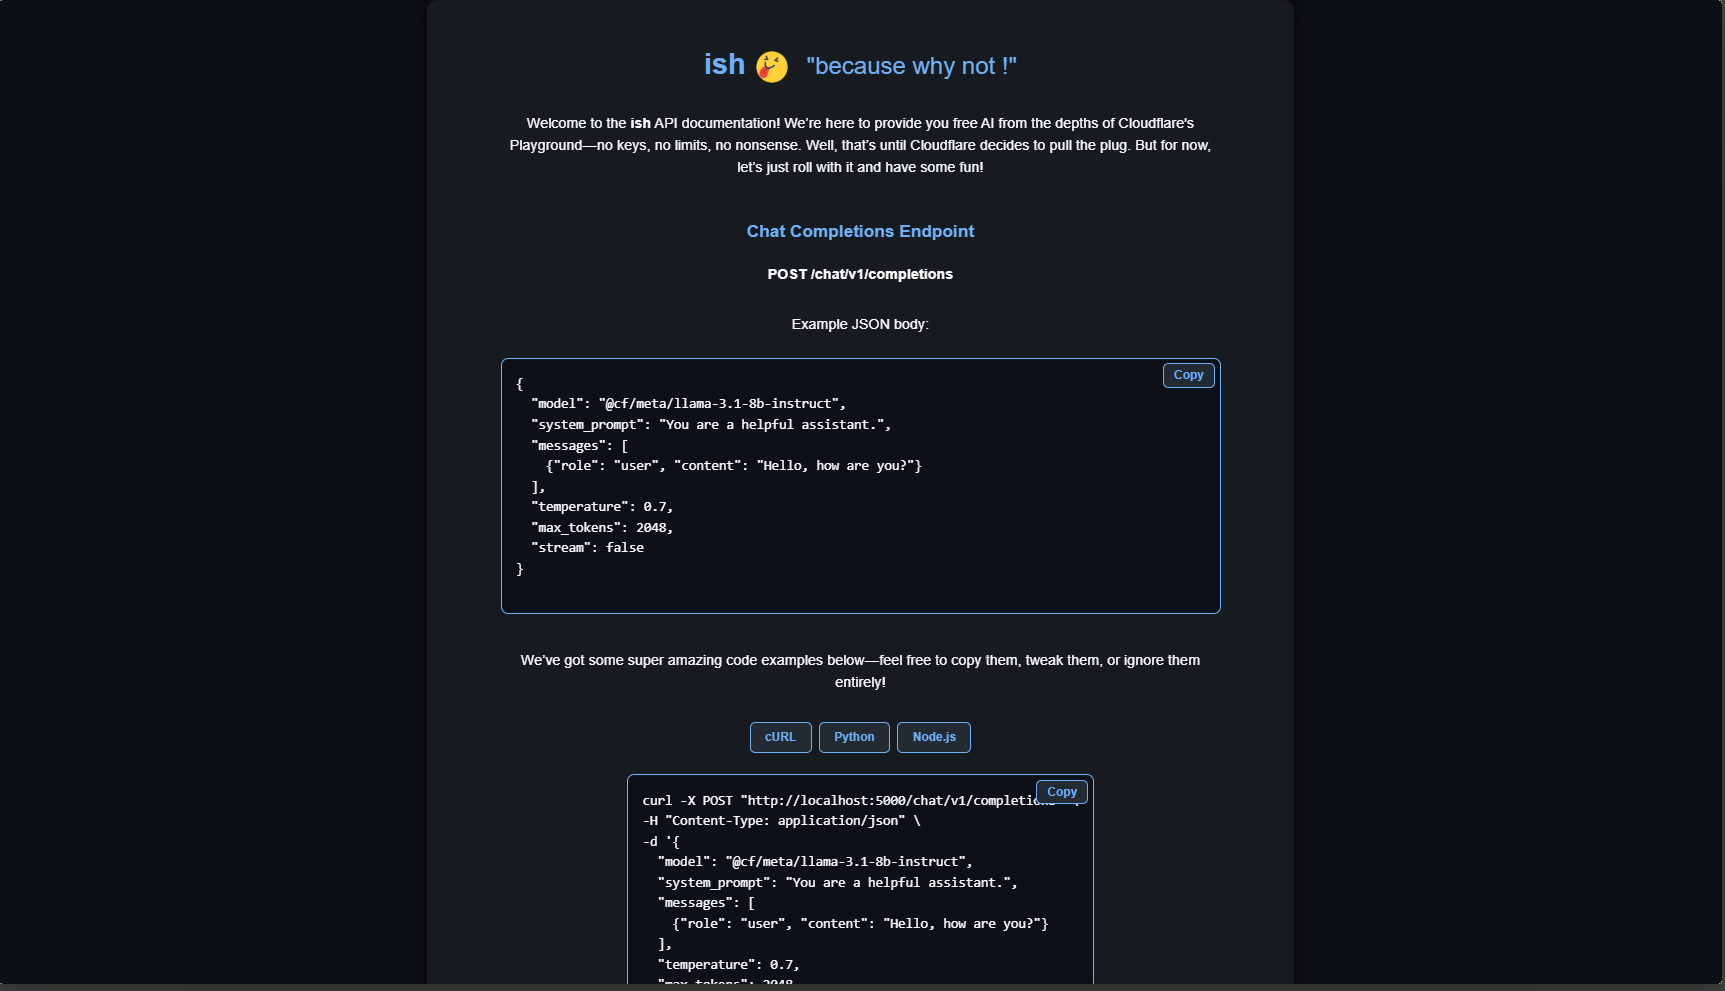 ish 🤪 "because why not !"
Welcome to the ish API documentation! We're here to provide you free AI from the depths of Cloudflare's
Playground—no keys, no limits, no nonsense. Well, that's until Cloudflare decides to pull the plug. But for now,
let's just roll with it and have some fun!
Chat Completions Endpoint
POST /chat/v1/completions
Example JSON body:
Copy
{
  "model": "@cf/meta/llama-3.1-8b-instruct",
  "system_prompt": "You are a helpful assistant.",
  "messages": [
    {"role": "user", "content": "Hello, how are you?"}
  ],
  "temperature": 0.7,
  "max_tokens": 2048,
  "stream": false
}
We've got some super amazing code examples below—feel free to copy them, tweak them, or ignore them
entirely!
cURL Python Node.js
Copy
curl -X POST "http://localhost:5000/chat/v1/completions" \
-H "Content-Type: application/json" \
-d '{
  "model": "@cf/meta/llama-3.1-8b-instruct",
  "system_prompt": "You are a helpful assistant.",
  "messages": [
    {"role": "user", "content": "Hello, how are you?"}
  ],
  "temperature": 0.7,
  "max_tokens": 2048,